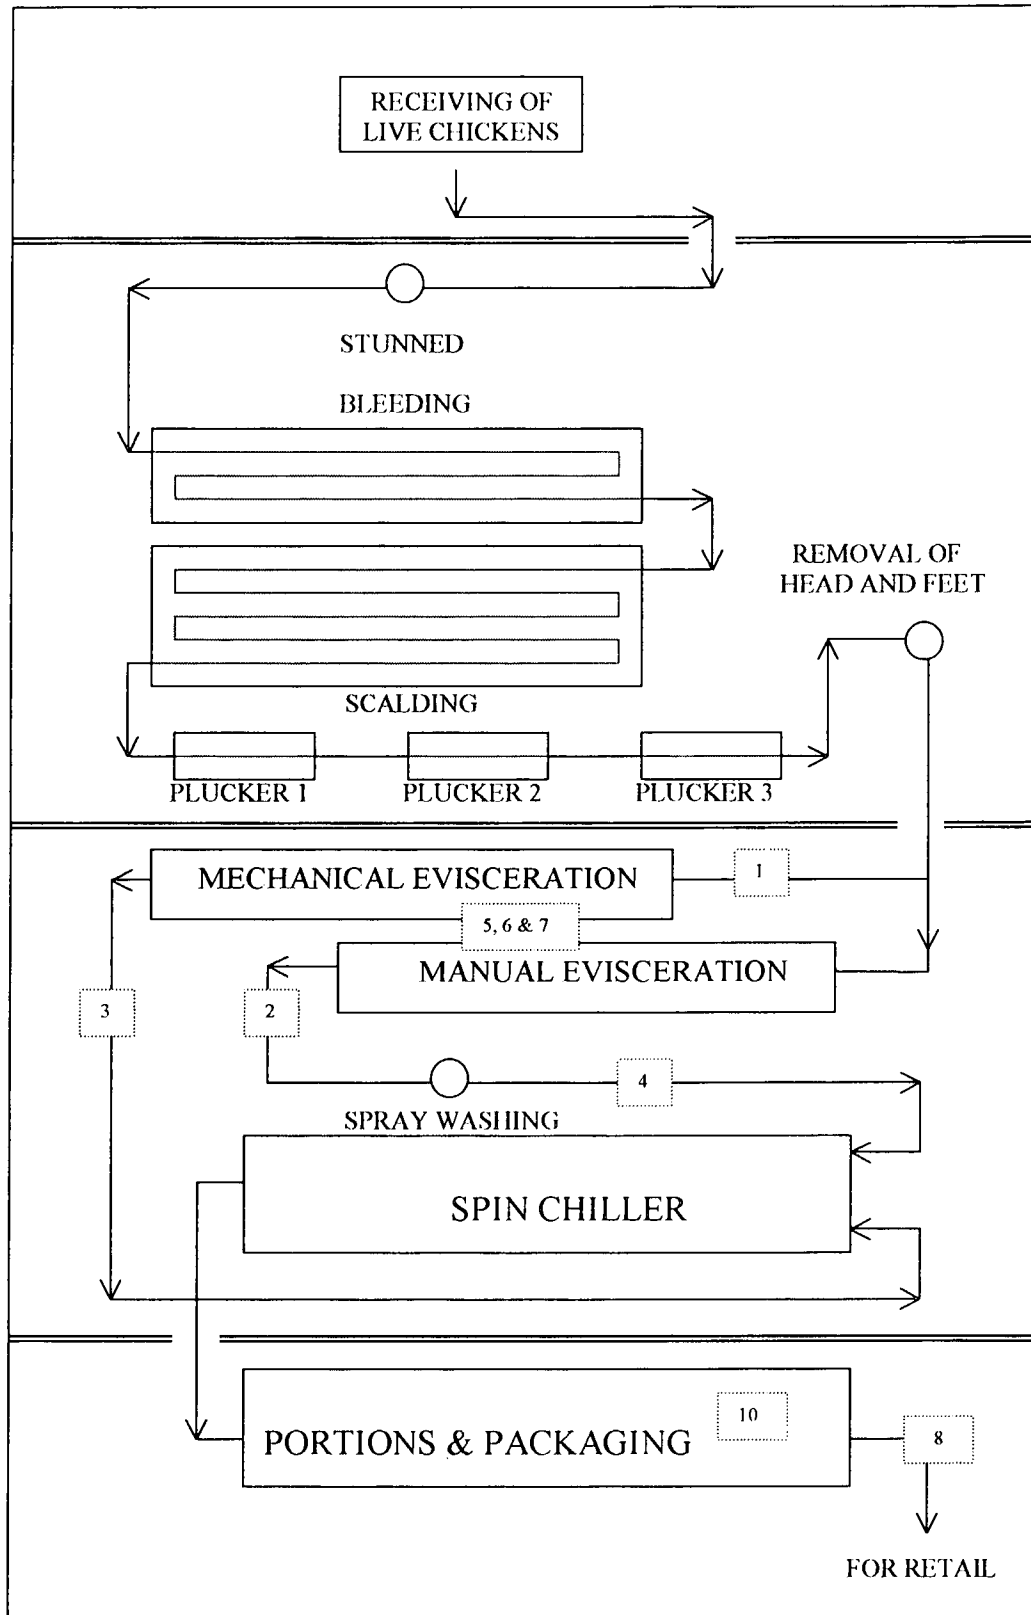 RECEIVING OF
LIVE CHICKENS
STUNNED
BLEEDING
REMOVAL OF
HEAD AND FEET
SCALDING
PLUCKER 1
PLUCKER 2
PLUCKER 3
MECHANICAL EVISCERATION
1
5, 6 & 7
MANUAL EVISCERATION
3
2
4
SPRAY WASHING
SPIN CHILLER
10
PORTIONS & PACKAGING
8
FOR RETAIL